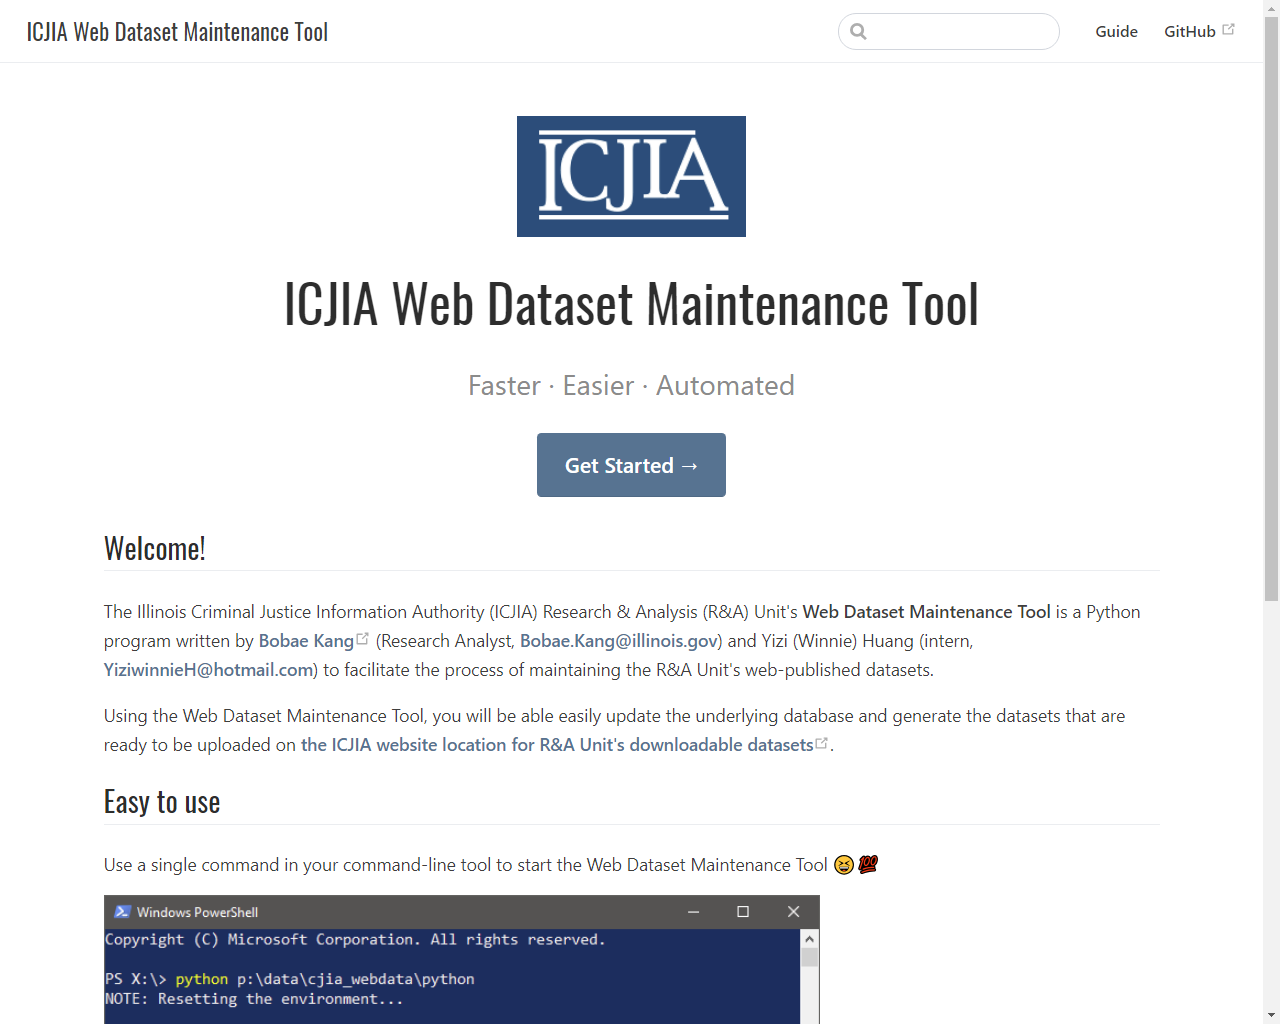 ICJIA Web Dataset Maintenance Tool
Guide
GitHub
ICJIA
ICJIA Web Dataset Maintenance Tool
Faster · Easier · Automated
Get Started →
Welcome!
The Illinois Criminal Justice Information Authority (ICJIA) Research & Analysis (R&A) Unit's Web Dataset Maintenance Tool is a Python
program written by Bobae Kang (Research Analyst, Bobae.Kang@illinois.gov) and Yizi (Winnie) Huang (intern,
YiziwinnieH@hotmail.com) to facilitate the process of maintaining the R&A Unit's web-published datasets.
Using the Web Dataset Maintenance Tool, you will be able easily update the underlying database and generate the datasets that are
ready to be uploaded on the ICJIA website location for R&A Unit's downloadable datasets.
Easy to use
Use a single command in your command-line tool to start the Web Dataset Maintenance Tool 😆💯
Windows PowerShell
Copyright (C) Microsoft Corporation. All rights reserved.
PS X:\> python p:\data\cjia_webdata\python
NOTE: Resetting the environment...